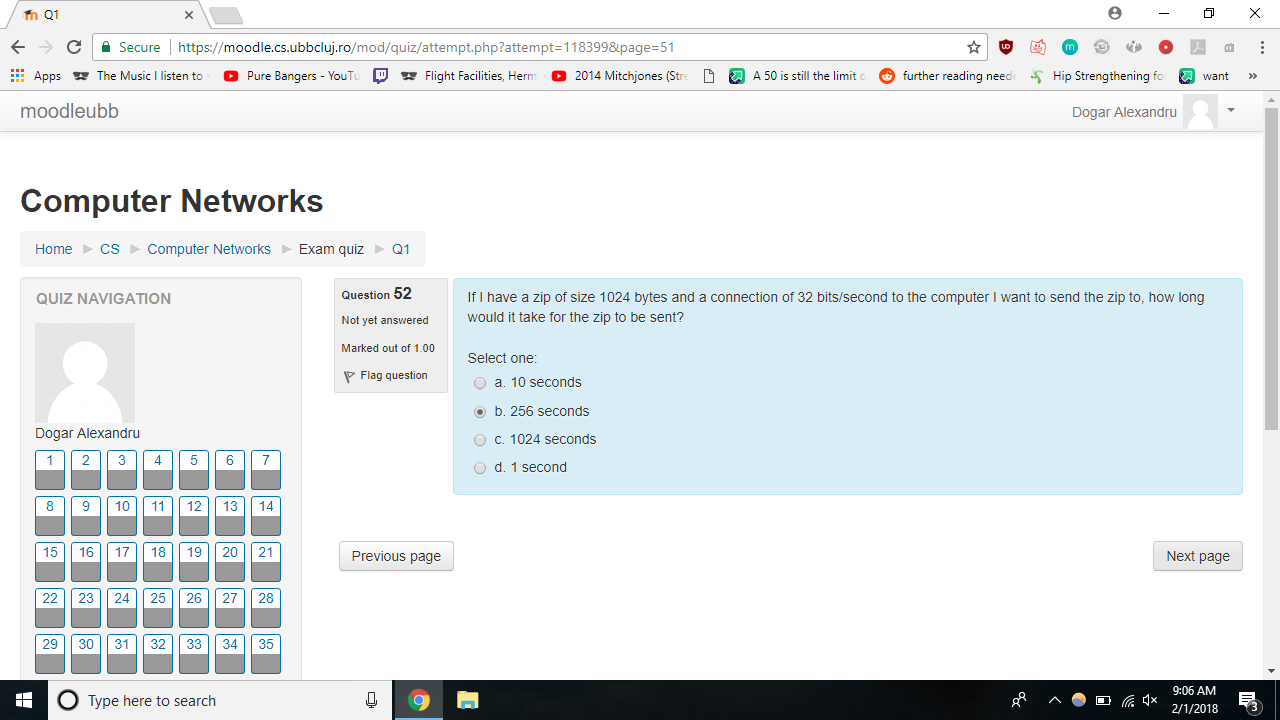 Q1
Secure
https://moodle.cs.ubbcluj.ro/mod/quiz/attempt.php?attempt=118399&page=51
Apps
The Music I listen to
Pure Bangers - YouTu
Flight Facilities, Herm
2014 Mitchjones (Stre
A 50 is still the limit
further reading neede
Hip Strengthening fo
want
»
moodleubb
Dogar Alexandru
Computer Networks
Home
CS
Computer Networks
Exam quiz
Q1
QUIZ NAVIGATION
Dogar Alexandru
1 2 3 4 5 6 7
8 9 10 11 12 13 14
15 16 17 18 19 20 21
22 23 24 25 26 27 28
29 30 31 32 33 34 35
Question 52
Not yet answered
Marked out of 1.00
Flag question
If I have a zip of size 1024 bytes and a connection of 32 bits/second to the computer I want to send the zip to, how long
would it take for the zip to be sent?
Select one:
a. 10 seconds
b. 256 seconds
c. 1024 seconds
d. 1 second
Previous page
Next page
Type here to search
9:06 AM
2/1/2018
3